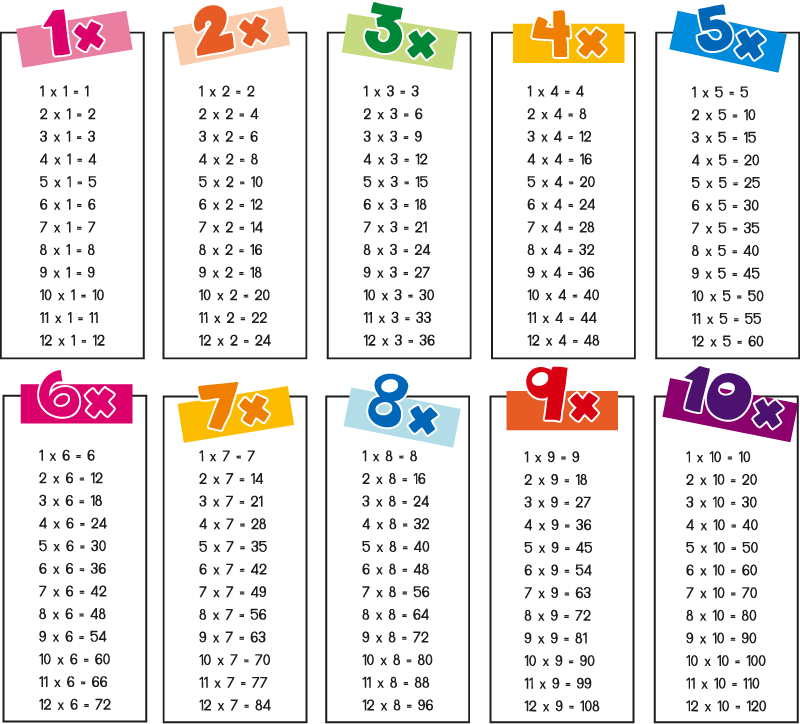 1x
1 x 1 = 1
2 x 1 = 2
3 x 1 = 3
4 x 1 = 4
5 x 1 = 5
6 x 1 = 6
7 x 1 = 7
8 x 1 = 8
9 x 1 = 9
10 x 1 = 10
11 x 1 = 11
12 x 1 = 12
2x
1 x 2 = 2
2 x 2 = 4
3 x 2 = 6
4 x 2 = 8
5 x 2 = 10
6 x 2 = 12
7 x 2 = 14
8 x 2 = 16
9 x 2 = 18
10 x 2 = 20
11 x 2 = 22
12 x 2 = 24
3x
1 x 3 = 3
2 x 3 = 6
3 x 3 = 9
4 x 3 = 12
5 x 3 = 15
6 x 3 = 18
7 x 3 = 21
8 x 3 = 24
9 x 3 = 27
10 x 3 = 30
11 x 3 = 33
12 x 3 = 36
4x
1 x 4 = 4
2 x 4 = 8
3 x 4 = 12
4 x 4 = 16
5 x 4 = 20
6 x 4 = 24
7 x 4 = 28
8 x 4 = 32
9 x 4 = 36
10 x 4 = 40
11 x 4 = 44
12 x 4 = 48
5x
1 x 5 = 5
2 x 5 = 10
3 x 5 = 15
4 x 5 = 20
5 x 5 = 25
6 x 5 = 30
7 x 5 = 35
8 x 5 = 40
9 x 5 = 45
10 x 5 = 50
11 x 5 = 55
12 x 5 = 60
6x
1 x 6 = 6
2 x 6 = 12
3 x 6 = 18
4 x 6 = 24
5 x 6 = 30
6 x 6 = 36
7 x 6 = 42
8 x 6 = 48
9 x 6 = 54
10 x 6 = 60
11 x 6 = 66
12 x 6 = 72
7x
1 x 7 = 7
2 x 7 = 14
3 x 7 = 21
4 x 7 = 28
5 x 7 = 35
6 x 7 = 42
7 x 7 = 49
8 x 7 = 56
9 x 7 = 63
10 x 7 = 70
11 x 7 = 77
12 x 7 = 84
8x
1 x 8 = 8
2 x 8 = 16
3 x 8 = 24
4 x 8 = 32
5 x 8 = 40
6 x 8 = 48
7 x 8 = 56
8 x 8 = 64
9 x 8 = 72
10 x 8 = 80
11 x 8 = 88
12 x 8 = 96
9x
1 x 9 = 9
2 x 9 = 18
3 x 9 = 27
4 x 9 = 36
5 x 9 = 45
6 x 9 = 54
7 x 9 = 63
8 x 9 = 72
9 x 9 = 81
10 x 9 = 90
11 x 9 = 99
12 x 9 = 108
10x
1 x 10 = 10
2 x 10 = 20
3 x 10 = 30
4 x 10 = 40
5 x 10 = 50
6 x 10 = 60
7 x 10 = 70
8 x 10 = 80
9 x 10 = 90
10 x 10 = 100
11 x 10 = 110
12 x 10 = 120